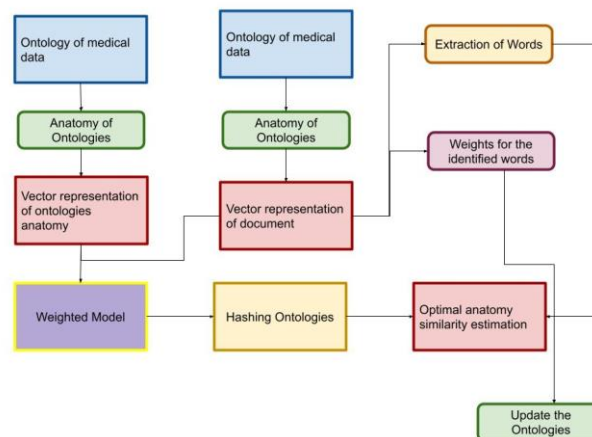 Ontology of medical
data
Ontology of medical
data
Extraction of Words
Anatomy of
Ontologies
Anatomy of
Ontologies
Weights for the
identified words
Vector representation
of ontologies
anatomy
Vector representation
of document
Weighted Model
Hashing Ontologies
Optimal anatomy
similarity estimation
Update the
Ontologies